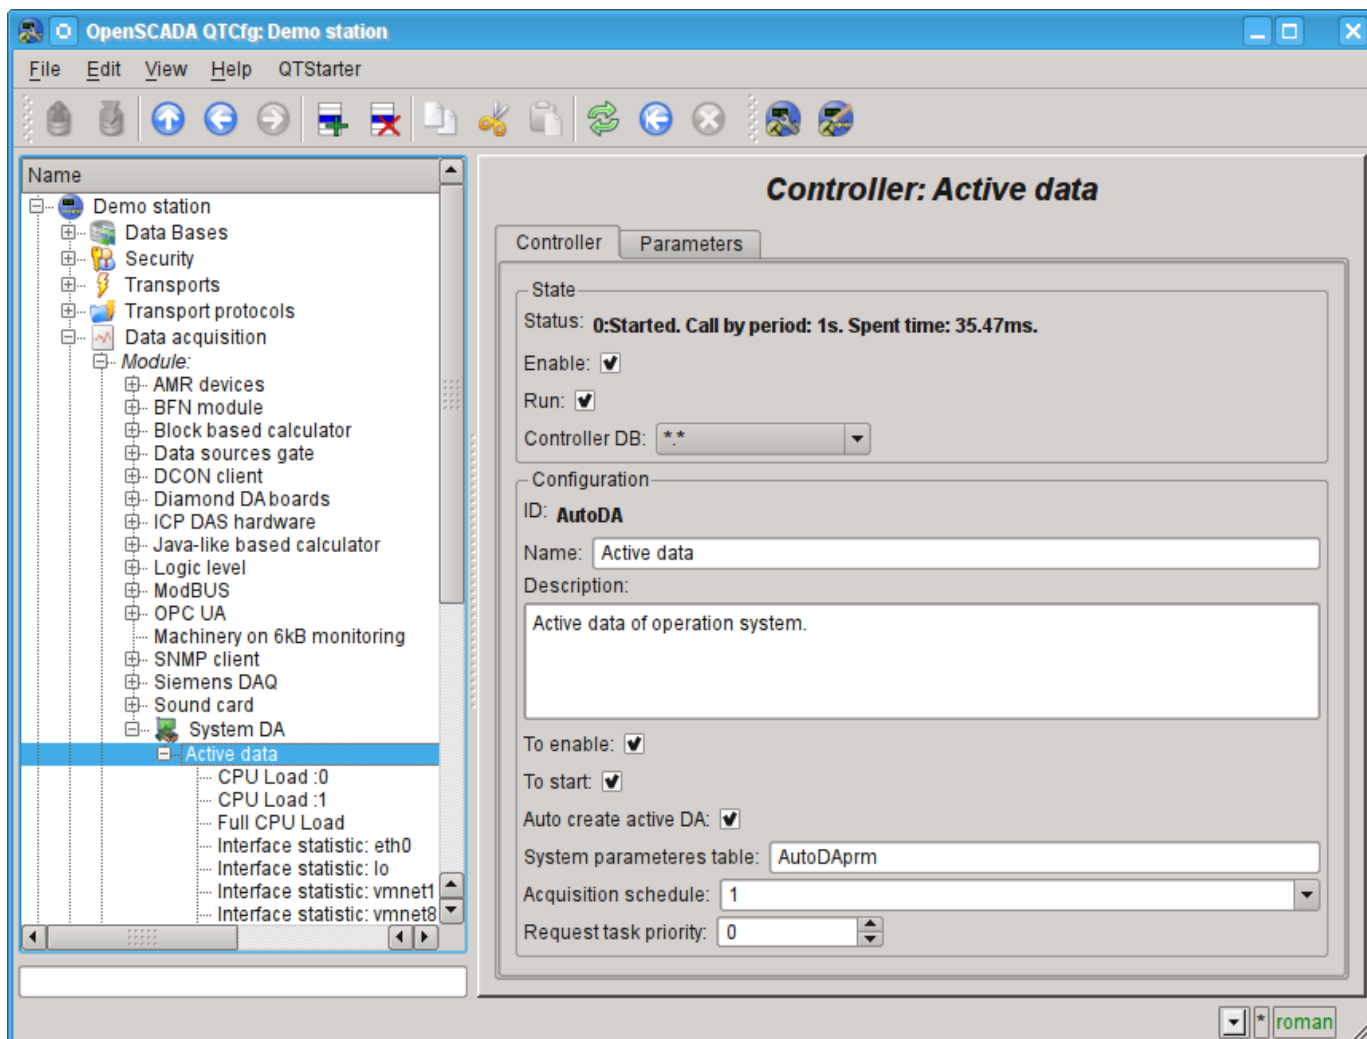 OpenSCADA QTCfg: Demo station
File Edit View Help QTStarter
Name
Demo station
Data Bases
Security
Transports
Transport protocols
Data acquisition
Module:
AMR devices
BFN module
Block based calculator
Data sources gate
DCON client
Diamond DA boards
ICP DAS hardware
Java-like based calculator
Logic level
ModBUS
OPC UA
Machinery on 6kB monitoring
SNMP client
Siemens DAQ
Sound card
System DA
Active data
CPU Load :0
CPU Load :1
Full CPU Load
Interface statistic: eth0
Interface statistic: lo
Interface statistic: vmnet1
Interface statistic: vmnet8
Controller: Active data
Controller Parameters
State
Status: 0:Started. Call by period: 1s. Spent time: 35.47ms.
Enable:
Run:
Controller DB: *.*
Configuration
ID: AutoDA
Name: Active data
Description:
Active data of operation system.
To enable:
To start:
Auto create active DA:
System parameteres table: AutoDAprm
Acquisition schedule: 1
Request task priority: 0
* roman